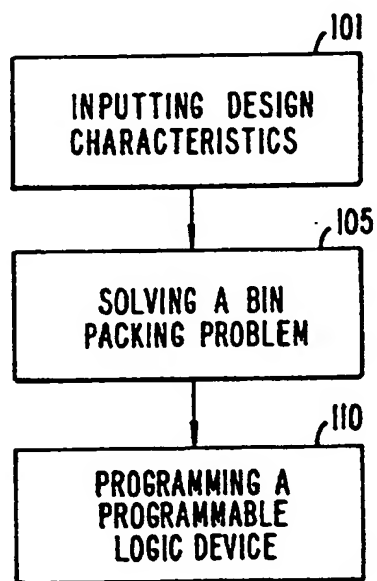 101
INPUTTING DESIGN
CHARACTERISTICS
105
SOLVING A BIN
PACKING PROBLEM
110
PROGRAMMING A
PROGRAMMABLE
LOGIC DEVICE